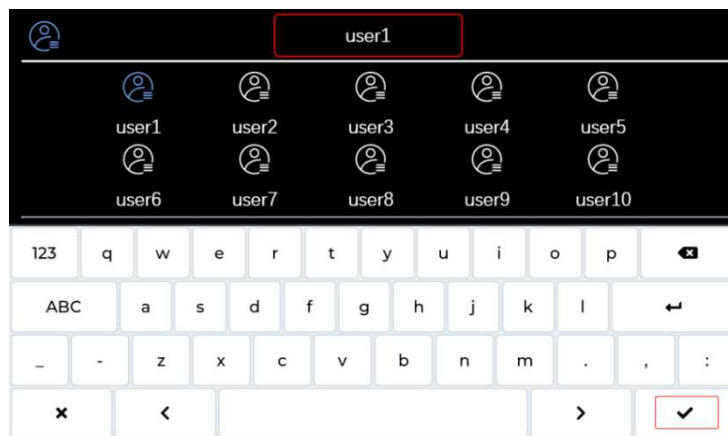 user1
user1 user2 user3 user4 user5
user6 user7 user8 user9 user10
123 q w e r t y u i o p
ABC a s d f g h j k l
_ - z x c v b n m . , :